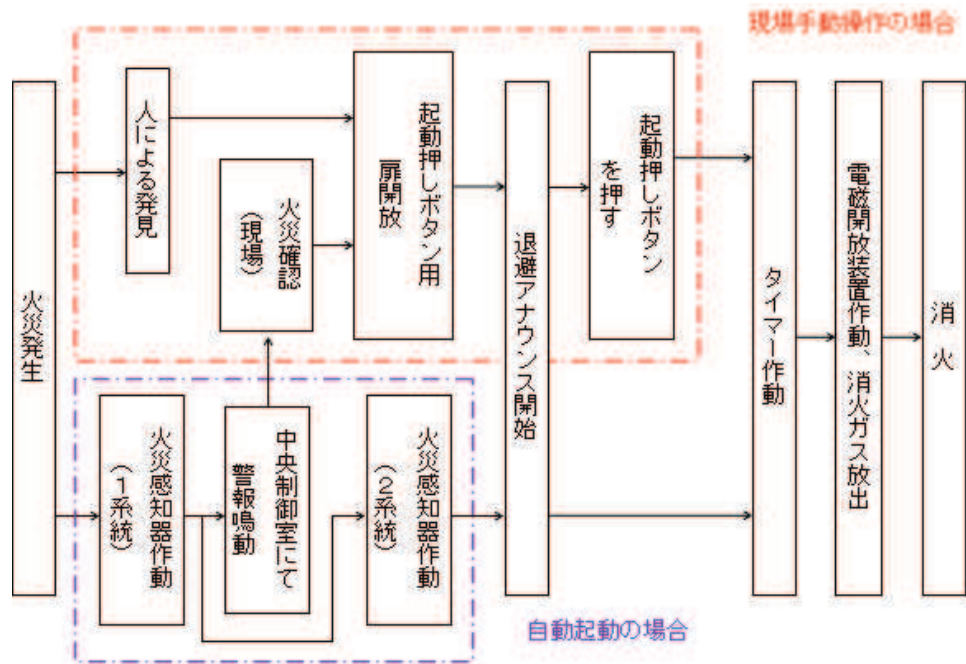 現場手動操作の場合
火災発生
人による発見
火災確認
(現場)
起動押しボタン用
扉開放
退避アナウンス開始
起動押しボタン
を押す
タイマー作動
電磁開放装置作動、消火ガス放出
消火
火災感知器作動
(1系統)
中央制御室にて
警報鳴動
火災感知器作動
(2系統)
自動起動の場合